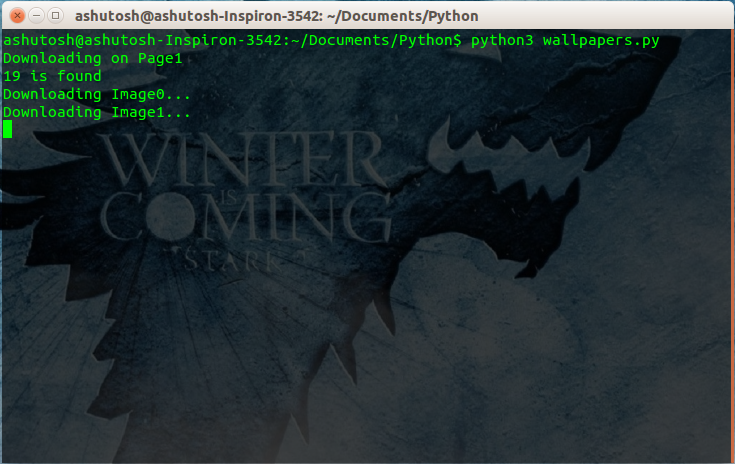 ashutosh@ashutosh-Inspiron-3542: ~/Documents/Python
ashutosh@ashutosh-Inspiron-3542:~/Documents/Python$ python3 wallpapers.py
Downloading on Page1
19 is found
Downloading Image0...
Downloading Image1...
WINTER
IS
COMING
STARK